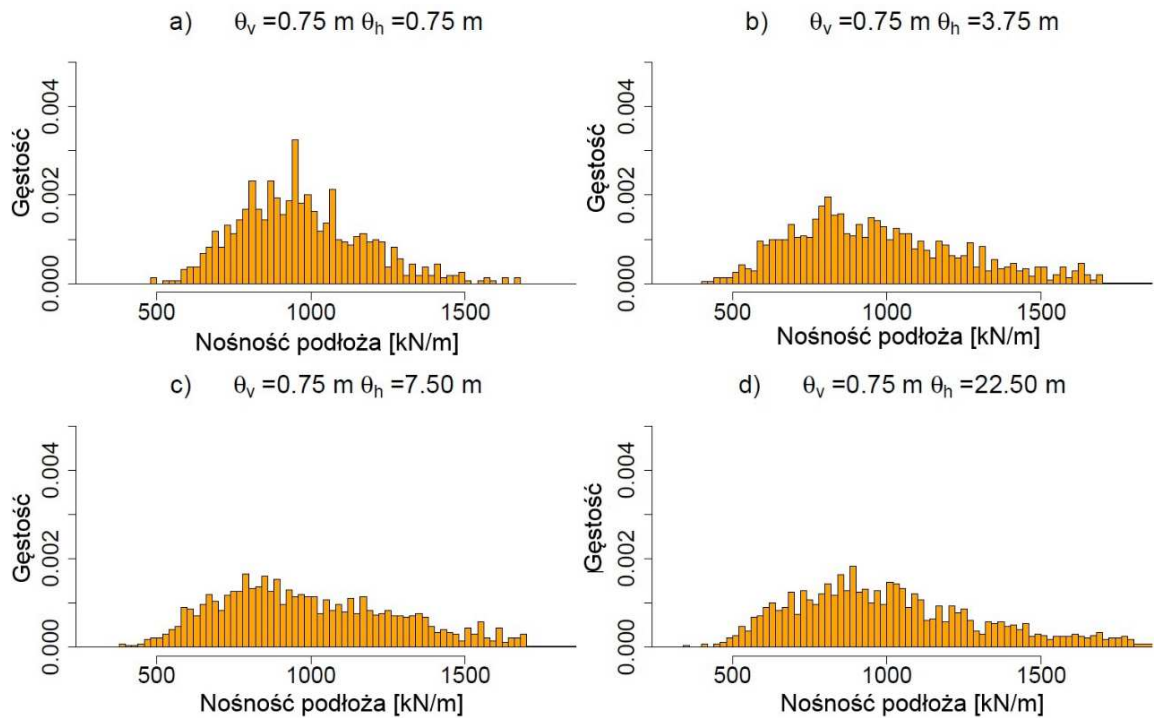 a) θv =0.75 m θh =0.75 m
Gęstość
0.004
0.002
0.000
500 1000 1500
Nośność podłoża [kN/m]
b) θv =0.75 m θh =3.75 m
Gęstość
0.004
0.002
0.000
500 1000 1500
Nośność podłoża [kN/m]
c) θv =0.75 m θh =7.50 m
Gęstość
0.004
0.002
0.000
500 1000 1500
Nośność podłoża [kN/m]
d) θv =0.75 m θh =22.50 m
Gęstość
0.004
0.002
0.000
500 1000 1500
Nośność podłoża [kN/m]